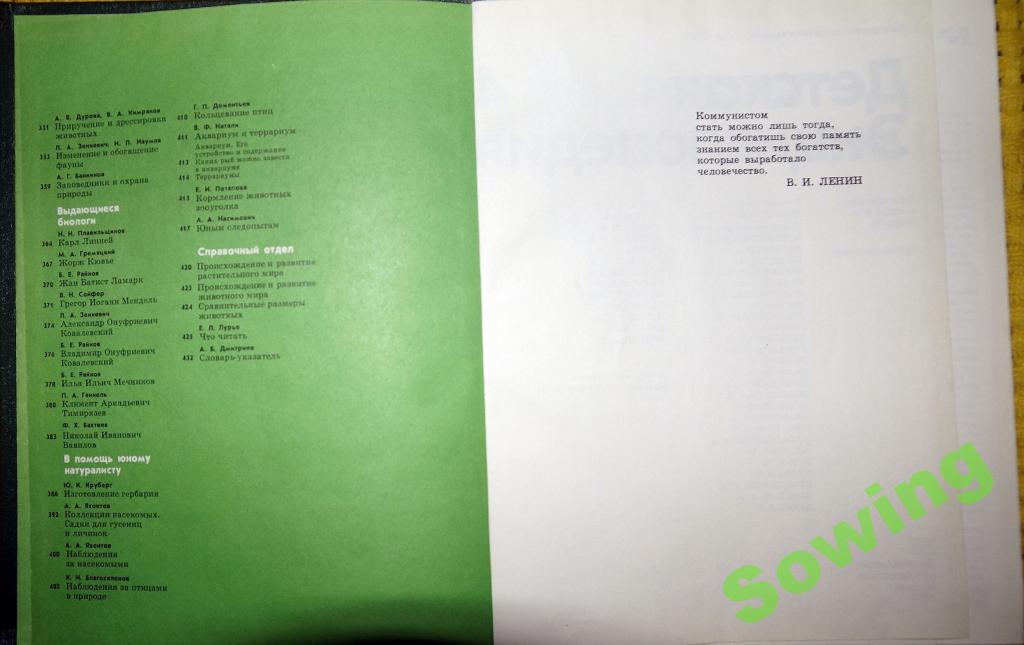 А. В. Дурова, В. А. Кимряков
351 Приручение и дрессировка
животных
Л. А. Зенкевич, Н. П. Наумов
353 Изменение и обогащение
фауны
А. Г. Банников
359 Заповедники и охрана
природы
Выдающиеся
биологи
Н. Н. Плавильщиков
364 Карл Линней
М. А. Гремяцкий
367 Жорж Кювье
Б. Е. Райков
370 Жан Батист Ламарк
В. Н. Сойфер
371 Грегор Иоганн Мендель
Л. А. Зенкевич
374 Александр Онуфриевич
Ковалевский
Б. Е. Райков
376 Владимир Онуфриевич
Ковалевский
Б. Е. Райков
378 Илья Ильич Мечников
П. А. Генкель
380 Климент Аркадьевич
Тимирязев
Ф. Х. Бахтеев
383 Николай Иванович
Вавилов
В помощь юному
натуралисту
Ю. К. Круберг
386 Изготовление гербария
А. А. Яхонтов
392 Коллекции насекомых.
Садки для гусениц
и личинок
А. А. Яхонтов
400 Наблюдения
за насекомыми
К. Н. Благосклонов
402 Наблюдения за птицами
в природе
Г. П. Дементьев
410 Кольцевание птиц
В. Ф. Натали
411 Аквариум и террариум
Аквариум. Его
устройство и содержание
413 Каких рыб можно завести
в аквариуме
414 Террариумы
Е. И. Потапова
415 Кормление животных
зооуголка
А. А. Насимович
417 Юным следопытам
Справочный отдел
420 Происхождение и развитие
растительного мира
423 Происхождение и развитие
животного мира
424 Сравнительные размеры
животных
Е. Л. Лурье
425 Что читать
А. Б. Дмитриев
432 Словарь-указатель
Коммунистом
стать можно лишь тогда,
когда обогатишь свою память
знанием всех тех богатств,
которые выработало
человечество.
В. И. ЛЕНИН
Sowing